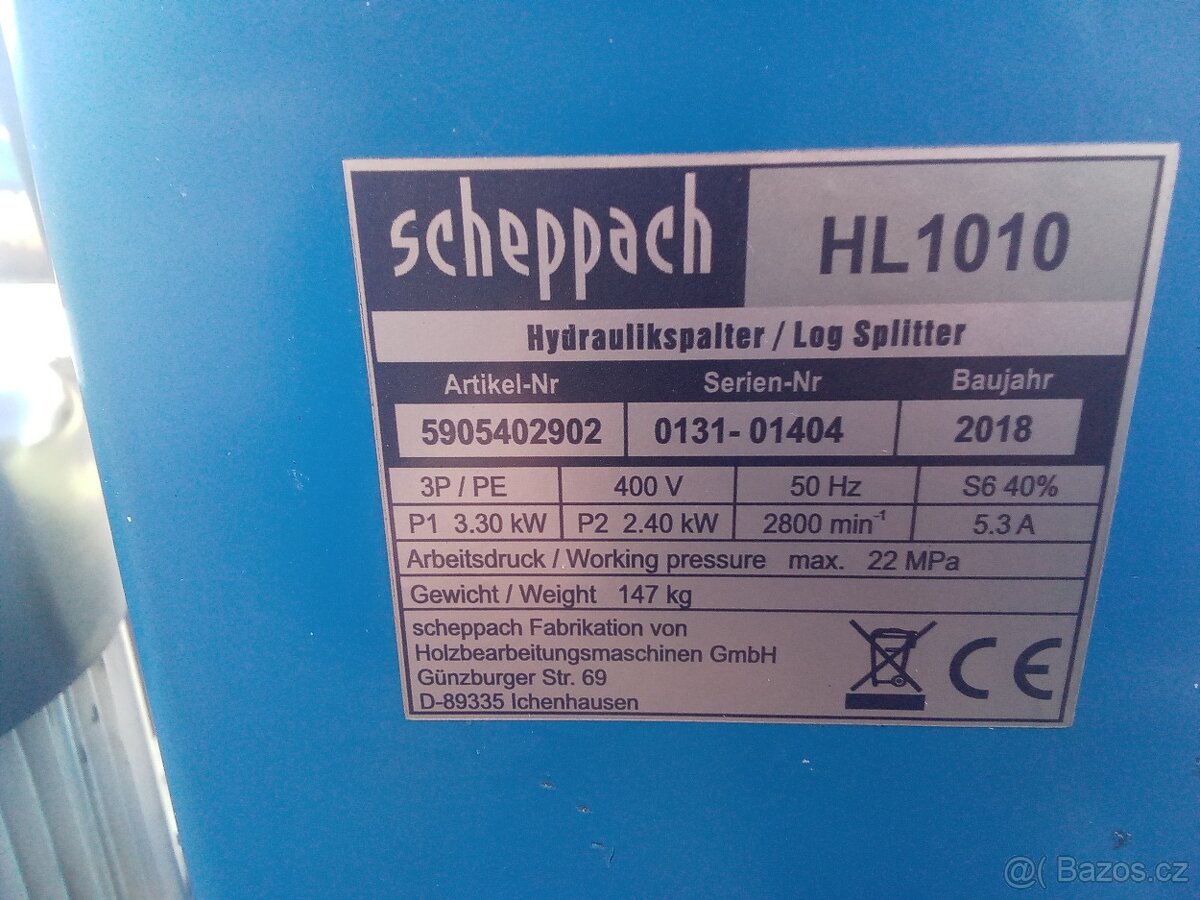 scheppach HL1010
Hydraulikspalter / Log Splitter
Artikel-Nr Serien-Nr Baujahr
5905402902 0131-01404 2018
3P / PE 400 V 50 Hz S6 40%
P1 3.30 kW P2 2.40 kW 2800 min⁻¹ 5.3 A
Arbeitsdruck / Working pressure max. 22 MPa
Gewicht / Weight 147 kg
scheppach Fabrikation von
Holzbearbeitungsmaschinen GmbH
Günzburger Str. 69
D-89335 Ichenhausen
CE
@( Bazos.cz